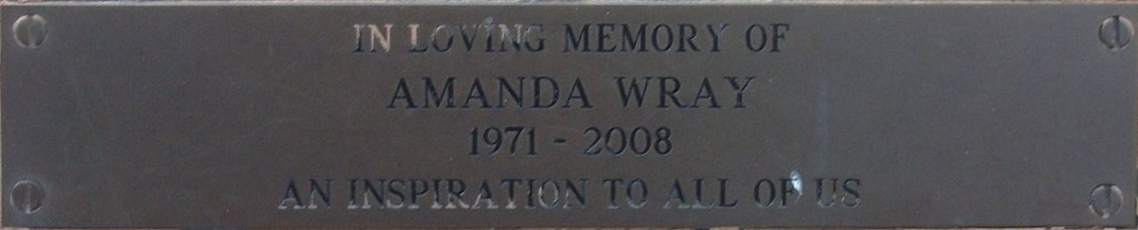 IN LOVING MEMORY OF
AMANDA WRAY
1971 - 2008
AN INSPIRATION TO ALL OF US